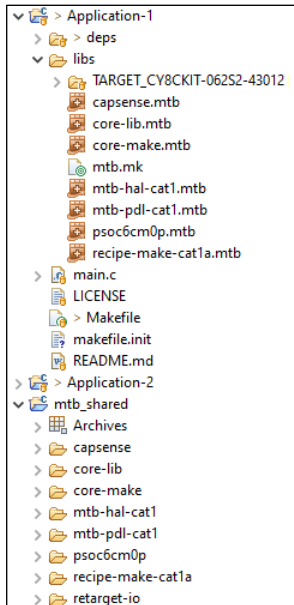 > Application-1
> deps
libs
TARGET_CY8CKIT-062S2-43012
capsense.mtb
core-lib.mtb
core-make.mtb
mtb.mk
mtb-hal-cat1.mtb
mtb-pdl-cat1.mtb
psoc6cm0p.mtb
recipe-make-cat1a.mtb
main.c
LICENSE
> Makefile
makefile.init
README.md
> Application-2
mtb_shared
Archives
capsense
core-lib
core-make
mtb-hal-cat1
mtb-pdl-cat1
psoc6cm0p
recipe-make-cat1a
retarget-io